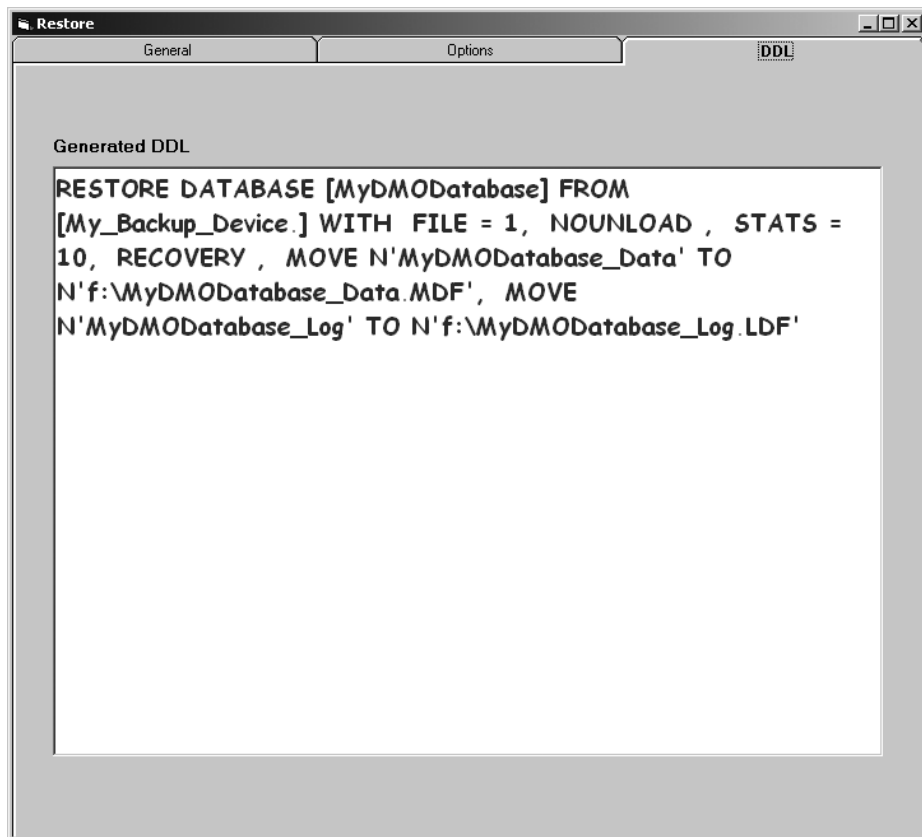 Restore
General Options DDL
Generated DDL
RESTORE DATABASE [MyDMODatabase] FROM
[My_Backup_Device.] WITH FILE = 1, NOUNLOAD , STATS =
10, RECOVERY , MOVE N'MyDMODatabase_Data' TO
N'f:\MyDMODatabase_Data.MDF', MOVE
N'MyDMODatabase_Log' TO N'f:\MyDMODatabase_Log.LDF'